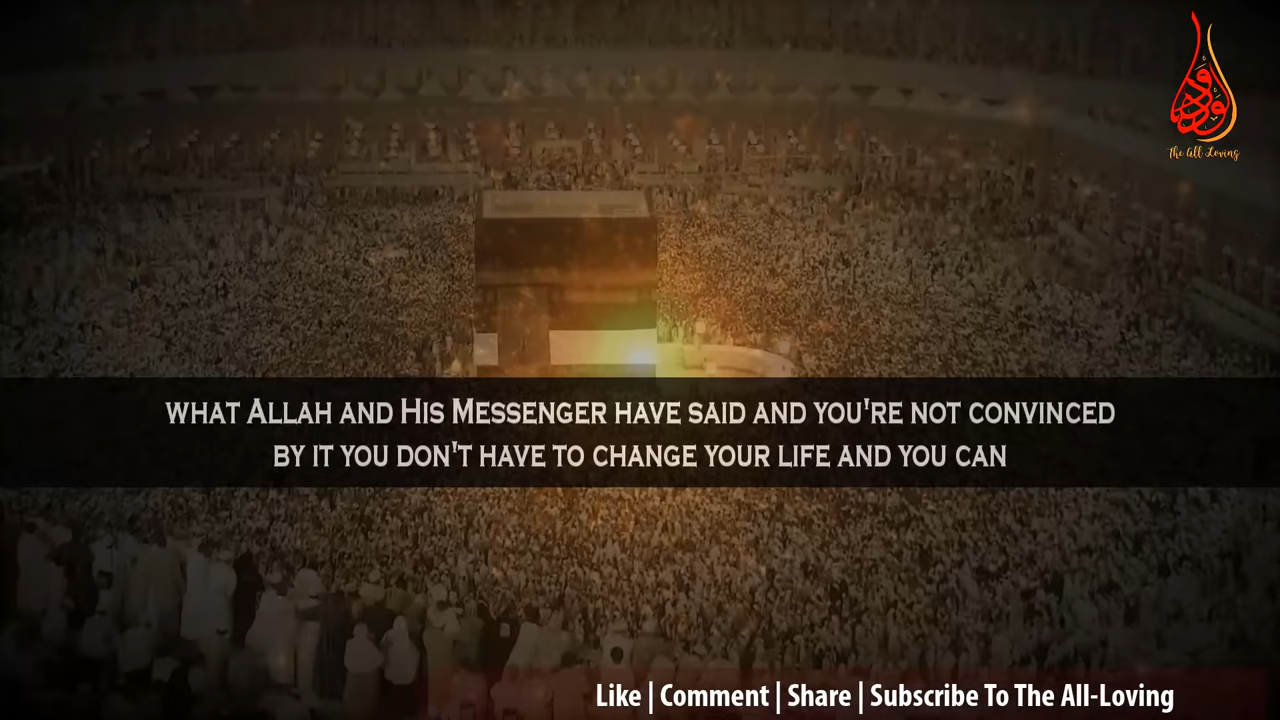 الودود
The All Loving
WHAT ALLAH AND HIS MESSENGER HAVE SAID AND YOU'RE NOT CONVINCED
BY IT YOU DON'T HAVE TO CHANGE YOUR LIFE AND YOU CAN
Like | Comment | Share | Subscribe To The All-Loving